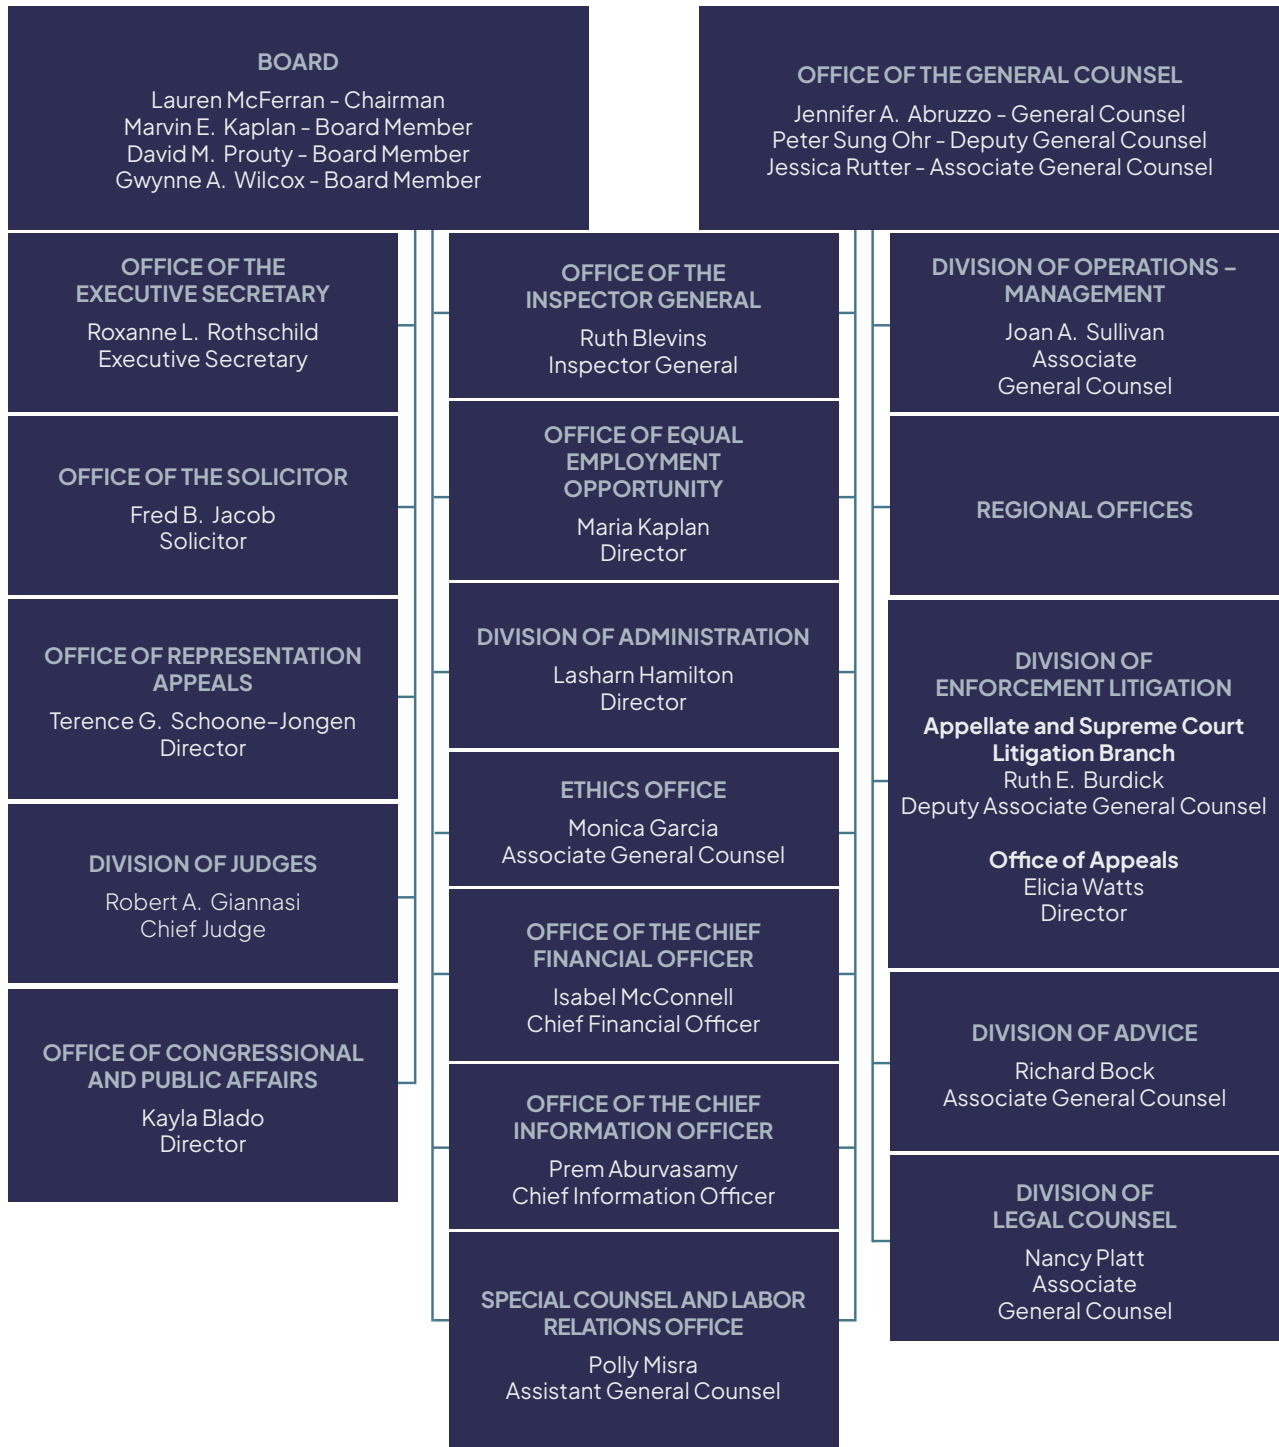 BOARD
Lauren McFerran - Chairman
Marvin E. Kaplan - Board Member
David M. Prouty - Board Member
Gwynne A. Wilcox - Board Member
OFFICE OF THE GENERAL COUNSEL
Jennifer A. Abruzzo - General Counsel
Peter Sung Ohr - Deputy General Counsel
Jessica Rutter - Associate General Counsel
OFFICE OF THE
EXECUTIVE SECRETARY
Roxanne L. Rothschild
Executive Secretary
OFFICE OF THE SOLICITOR
Fred B. Jacob
Solicitor
OFFICE OF REPRESENTATION
APPEALS
Terence G. Schoone-Jongen
Director
DIVISION OF JUDGES
Robert A. Giannasi
Chief Judge
OFFICE OF CONGRESSIONAL
AND PUBLIC AFFAIRS
Kayla Blado
Director
OFFICE OF THE
INSPECTOR GENERAL
Ruth Blevins
Inspector General
OFFICE OF EQUAL
EMPLOYMENT
OPPORTUNITY
Maria Kaplan
Director
DIVISION OF ADMINISTRATION
Lasharn Hamilton
Director
ETHICS OFFICE
Monica Garcia
Associate General Counsel
OFFICE OF THE CHIEF
FINANCIAL OFFICER
Isabel McConnell
Chief Financial Officer
OFFICE OF THE CHIEF
INFORMATION OFFICER
Prem Aburvasamy
Chief Information Officer
SPECIAL COUNSEL AND LABOR
RELATIONS OFFICE
Polly Misra
Assistant General Counsel
DIVISION OF OPERATIONS –
MANAGEMENT
Joan A. Sullivan
Associate
General Counsel
REGIONAL OFFICES
DIVISION OF
ENFORCEMENT LITIGATION
Appellate and Supreme Court
Litigation Branch
Ruth E. Burdick
Deputy Associate General Counsel
Office of Appeals
Elicia Watts
Director
DIVISION OF ADVICE
Richard Bock
Associate General Counsel
DIVISION OF
LEGAL COUNSEL
Nancy Platt
Associate
General Counsel